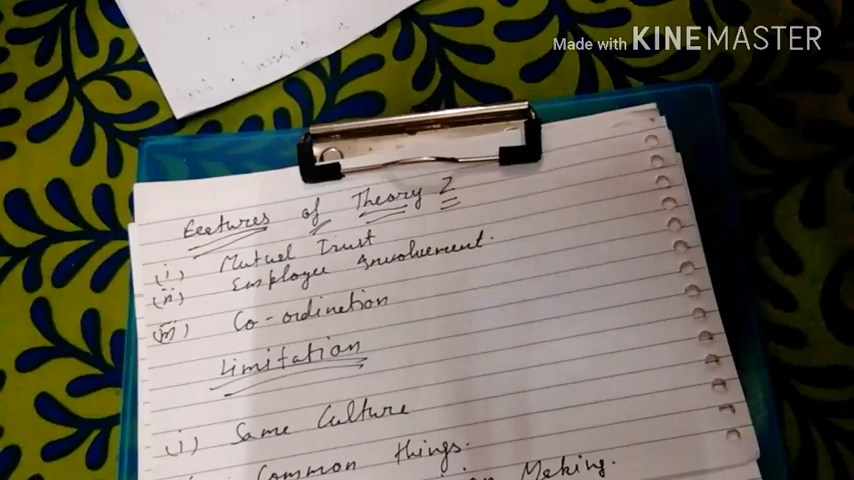 Made with KINEMASTER
Features of Theory Z
(i) Mutual Trust
(ii) Employee Involvement.
(iii) Co-ordination
Limitation
(i) Same Culture
Common things.
Making.